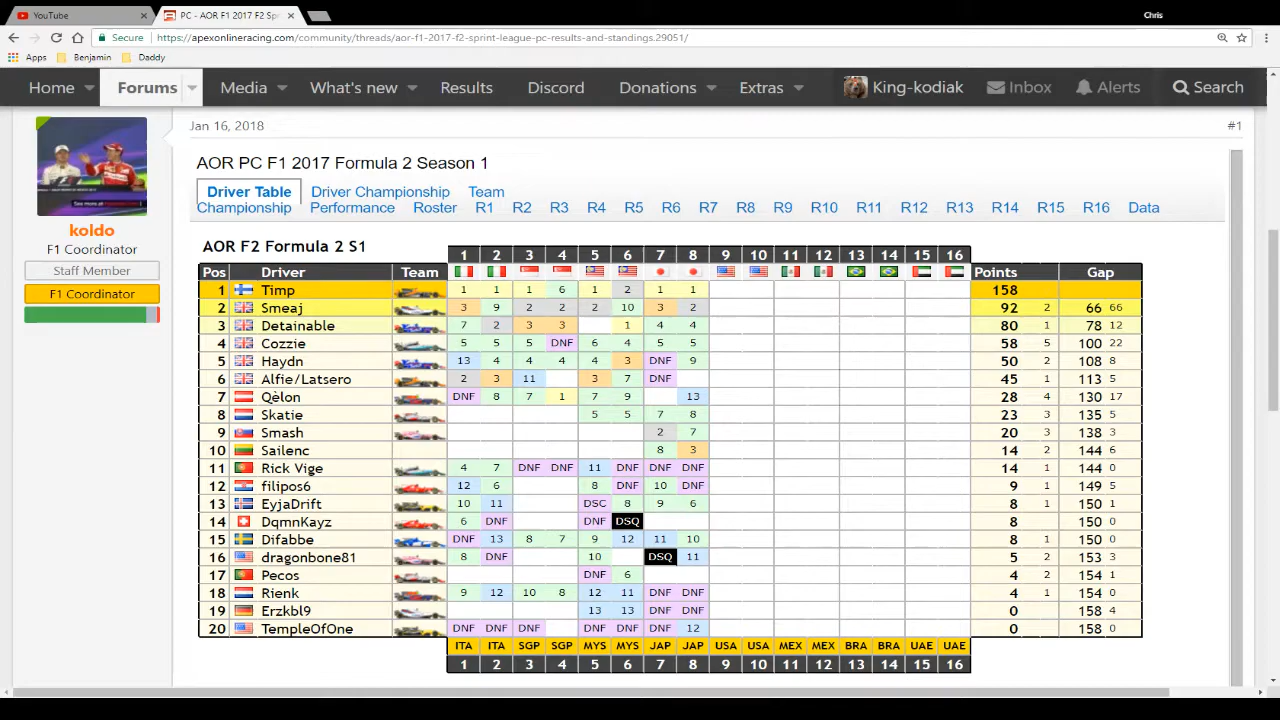 YouTube
PC - AOR F1 2017 F2 Spr
Chris
Secure https://apexonlineracing.com/community/threads/aor-f1-2017-f2-sprint-league-pc-results-and-standings.29051/
Apps Benjamin Daddy
Home Forums Media What's new Results Discord Donations Extras King-kodiak Inbox Alerts Search
Jan 16, 2018 #1
koldo
F1 Coordinator
Staff Member
F1 Coordinator
AOR PC F1 2017 Formula 2 Season 1
Driver Table Driver Championship Team
Championship Performance Roster R1 R2 R3 R4 R5 R6 R7 R8 R9 R10 R11 R12 R13 R14 R15 R16 Data
AOR F2 Formula 2 S1 1 2 3 4 5 6 7 8 9 10 11 12 13 14 15 16
Pos Driver Team Points Gap
1 Timp 1 1 1 6 1 2 1 1 158
2 Smeaj 3 9 2 2 2 10 3 2 92 2 66 66
3 Detainable 7 2 3 3 1 4 4 80 1 78 12
4 Cozzie 5 5 5 DNF 6 4 5 5 58 5 100 22
5 Haydn 13 4 4 4 4 3 DNF 9 50 2 108 8
6 Alfie/Latsero 2 3 11 3 7 DNF 45 1 113 5
7 Qèlon DNF 8 7 1 7 9 13 28 4 130 17
8 Skatie 5 5 7 8 23 3 135 5
9 Smash 2 7 20 3 138 3
10 Sailenc 8 3 14 2 144 6
11 Rick Vige 4 7 DNF DNF 11 DNF DNF DNF 14 1 144 0
12 filipos6 12 6 8 DNF 10 DNF 9 1 149 5
13 EyjaDrift 10 11 DSC 8 9 6 8 1 150 0
14 DqmnKayz 6 DNF DNF DSQ 8 150 0
15 Difabbe DNF 13 8 7 9 12 11 10 8 1 150 0
16 dragonbone81 8 DNF 10 DSQ 11 5 2 153 3
17 Pecos DNF 6 4 2 154 1
18 Rienk 9 12 10 8 12 11 DNF DNF 4 1 154 0
19 Erzkbl9 13 13 DNF DNF 0 158 4
20 TempleOfOne DNF DNF DNF DNF DNF DNF 12 0 158 0
ITA ITA SGP SGP MYS MYS JAP JAP USA USA MEX MEX BRA BRA UAE UAE
1 2 3 4 5 6 7 8 9 10 11 12 13 14 15 16